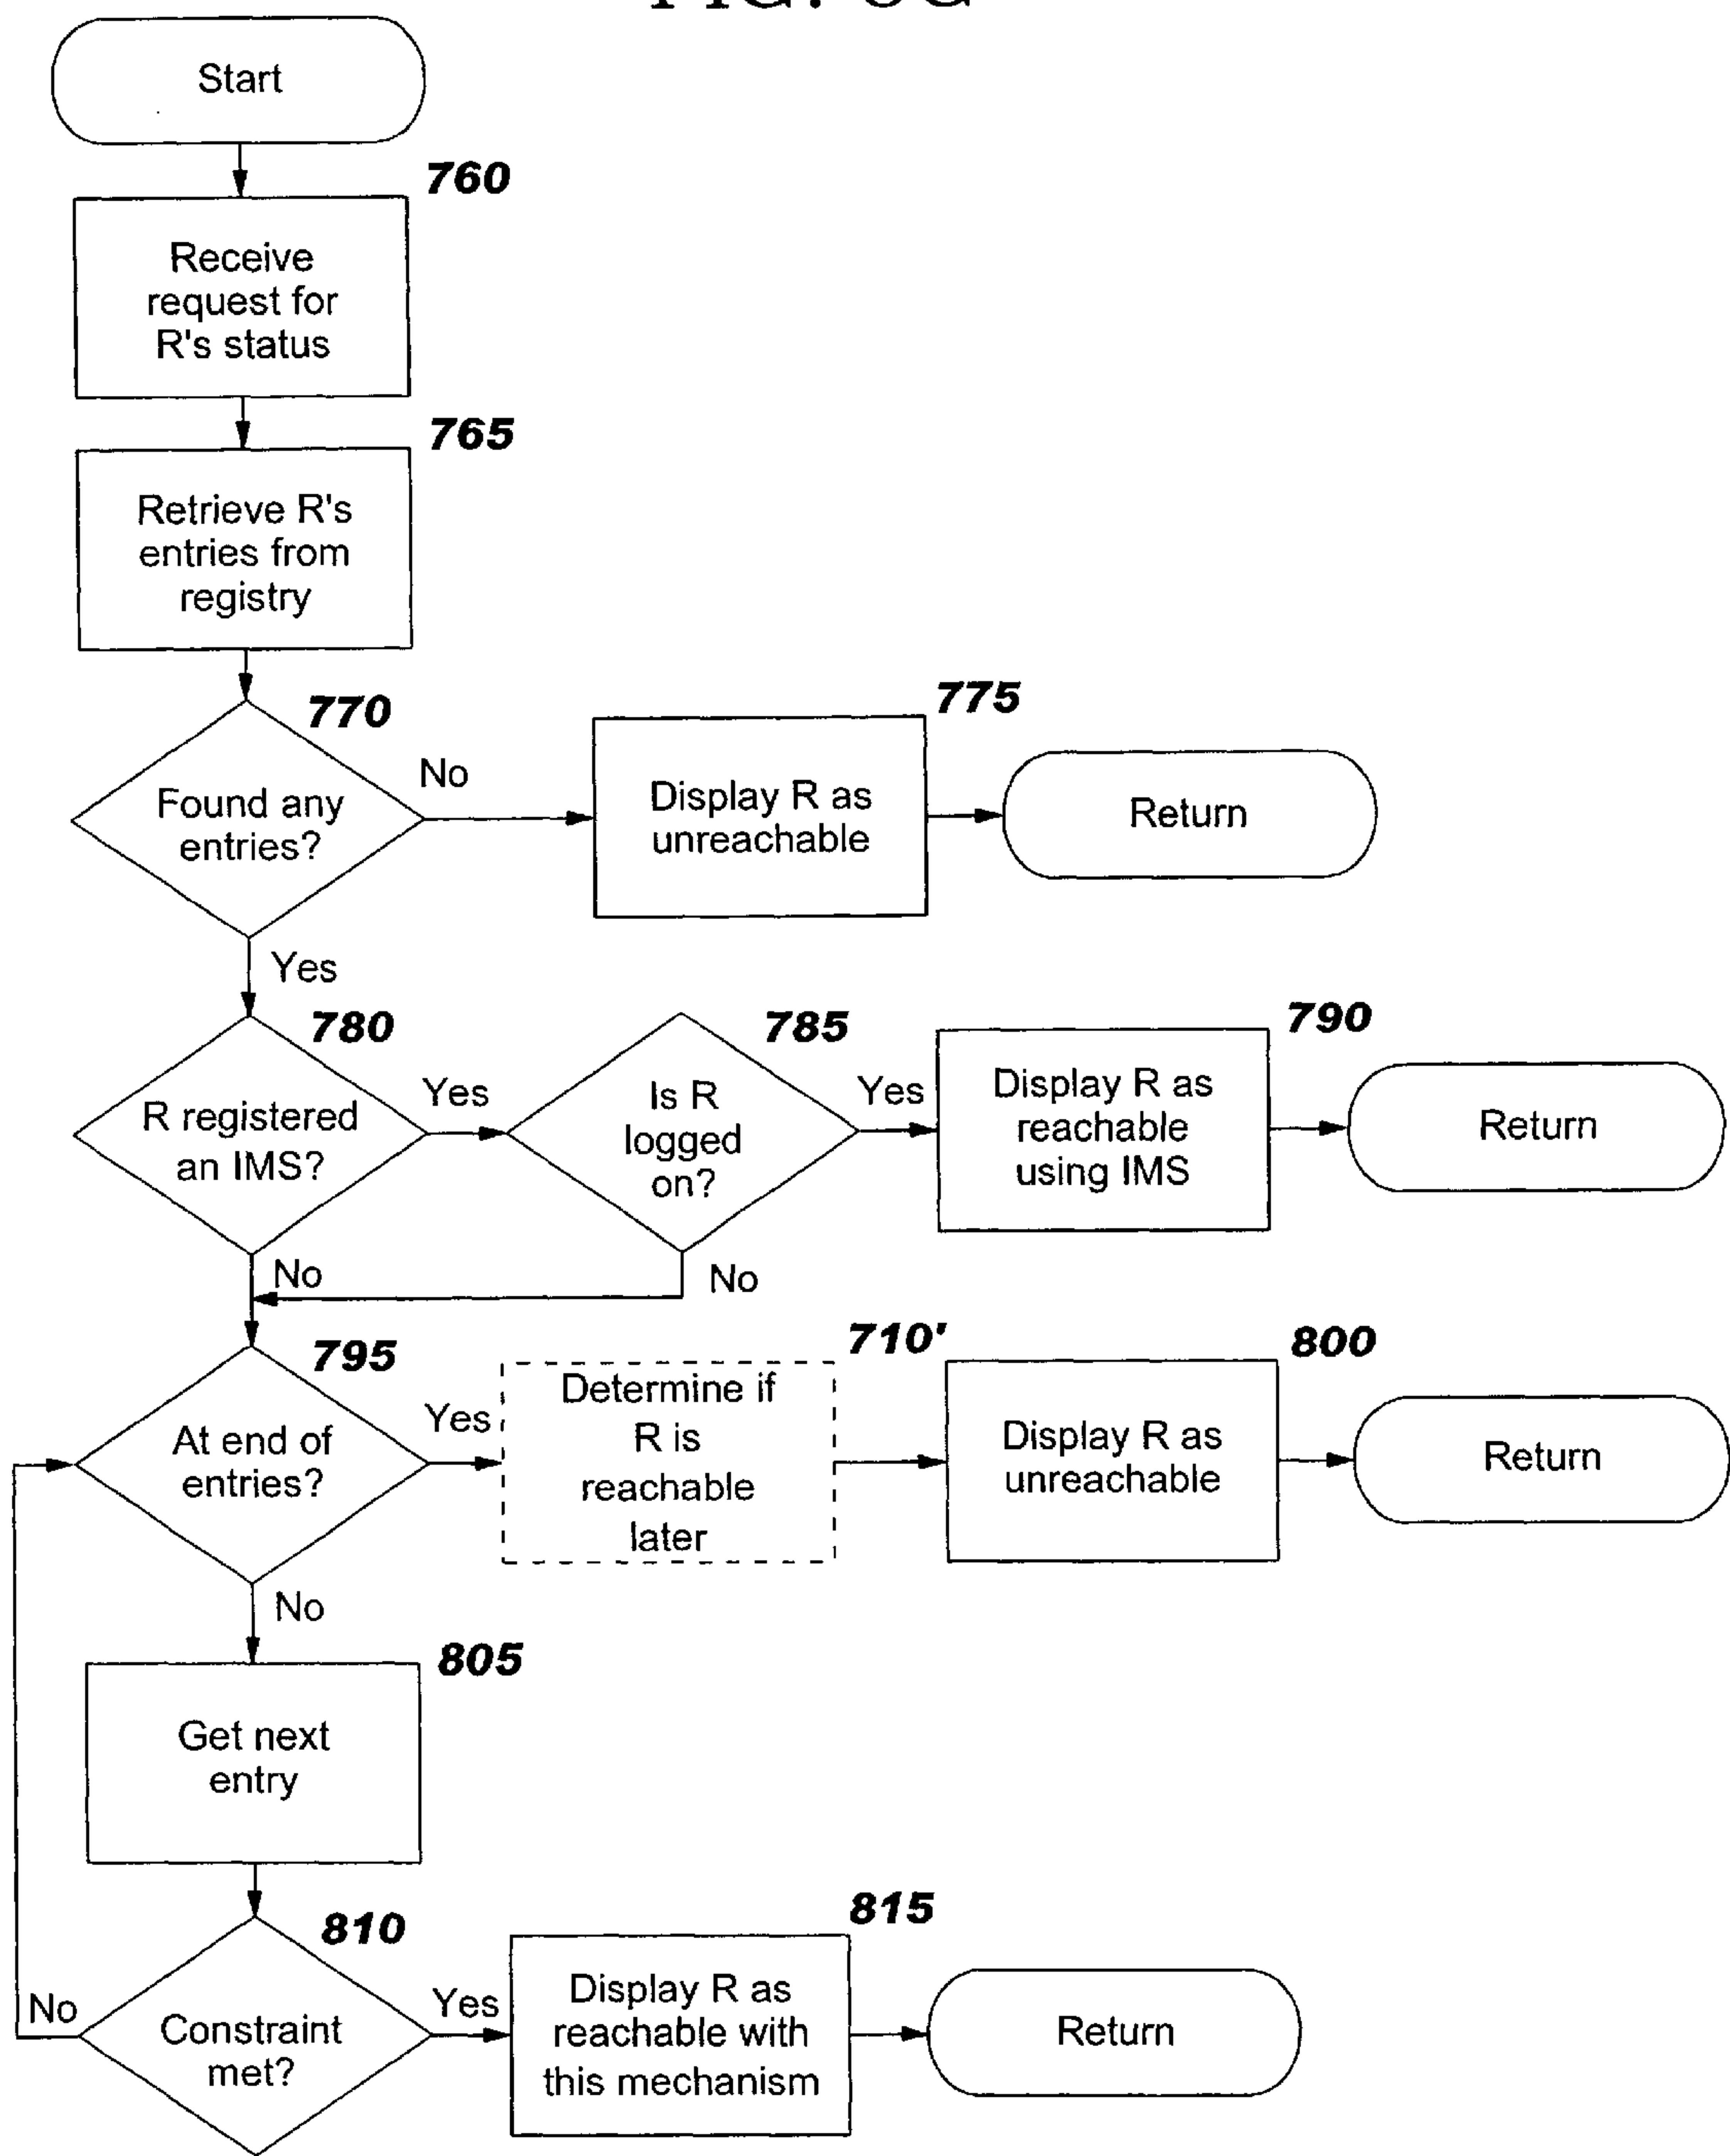 Start
760
Receive
request for
R's status
765
Retrieve R's
entries from
registry
770
Found any
entries?
No
775
Display R as
unreachable
Return
Yes
780
R registered
an IMS?
Yes
785
Is R
logged
on?
Yes
790
Display R as
reachable
using IMS
Return
No
No
795
At end of
entries?
Yes
710'
Determine if
R is
reachable
later
800
Display R as
unreachable
Return
No
805
Get next
entry
810
Constraint
met?
No
Yes
815
Display R as
reachable with
this mechanism
Return